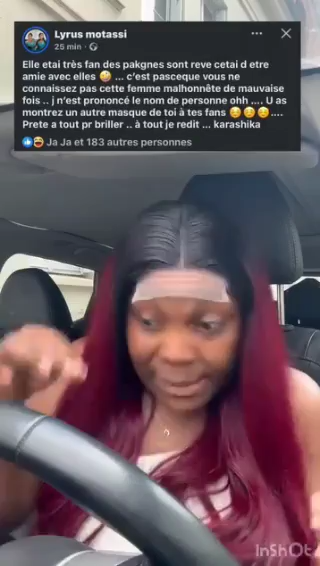 Lyrus motassi
25 min
Elle etai très fan des pakgnes sont reve cetai d etre
amie avec elles 🤣 ... c'est pasceque vous ne
connaissez pas cette femme malhonnête de mauvaise
fois .. j n'est prononcé le nom de personne ohh .... U as
montrez un autre masque de toi à tes fans 😊😊😊....
Prete a tout pr briller .. à tout je redit ... karashika
Ja Ja et 183 autres personnes
InShOt